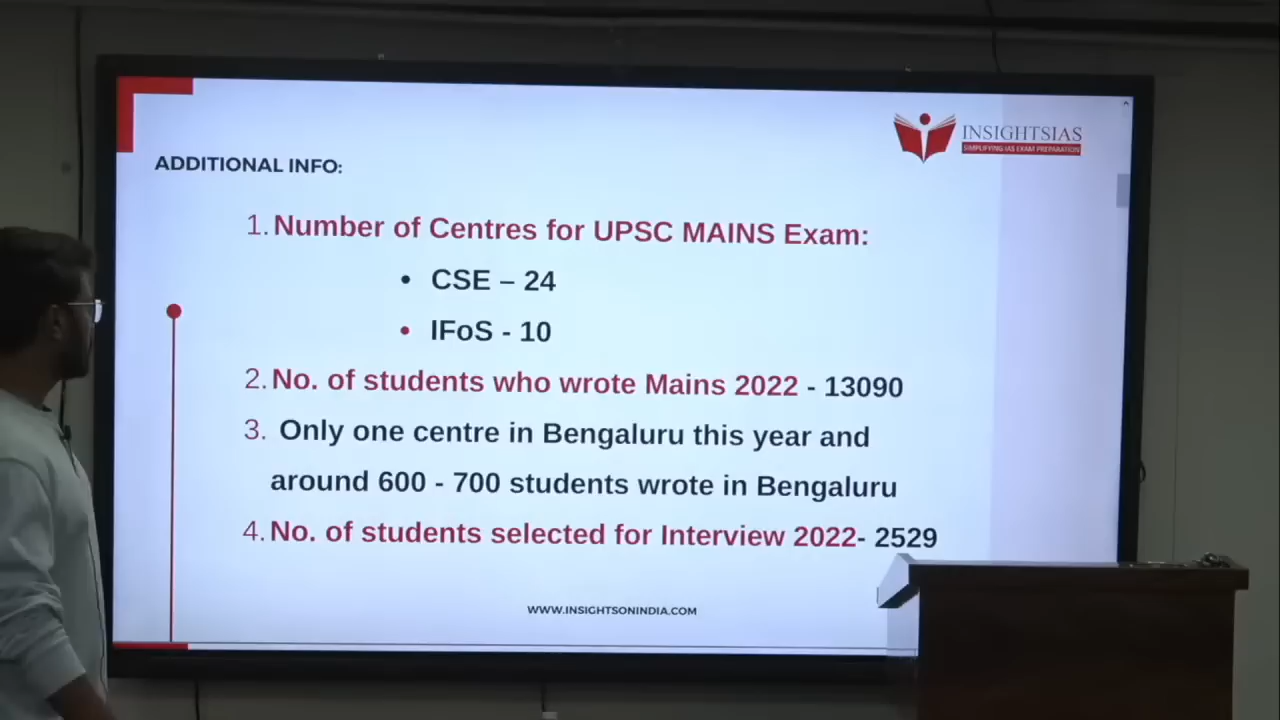 INSIGHTSIAS
SIMPLIFYING IAS EXAM PREPARATION
ADDITIONAL INFO:
1. Number of Centres for UPSC MAINS Exam:
• CSE – 24
• IFoS - 10
2. No. of students who wrote Mains 2022 - 13090
3. Only one centre in Bengaluru this year and
around 600 - 700 students wrote in Bengaluru
4. No. of students selected for Interview 2022- 2529
WWW.INSIGHTSONINDIA.COM